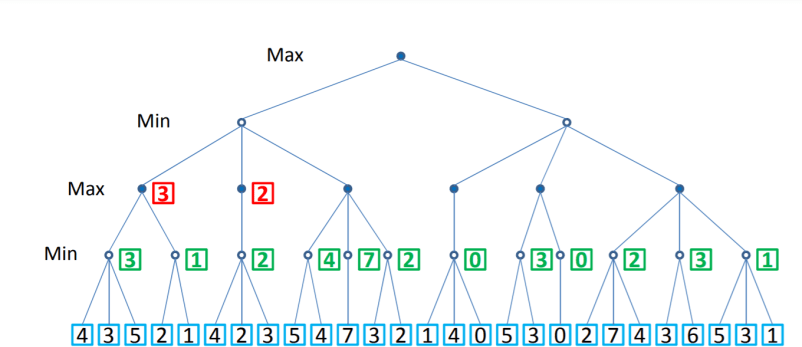 Max
Min
Max 3 2
Min 3 1 2 4 7 2 0 3 0 2 3 1
4 3 5 2 1 4 2 3 5 4 7 3 2 1 4 0 5 3 0 2 7 4 3 6 5 3 1